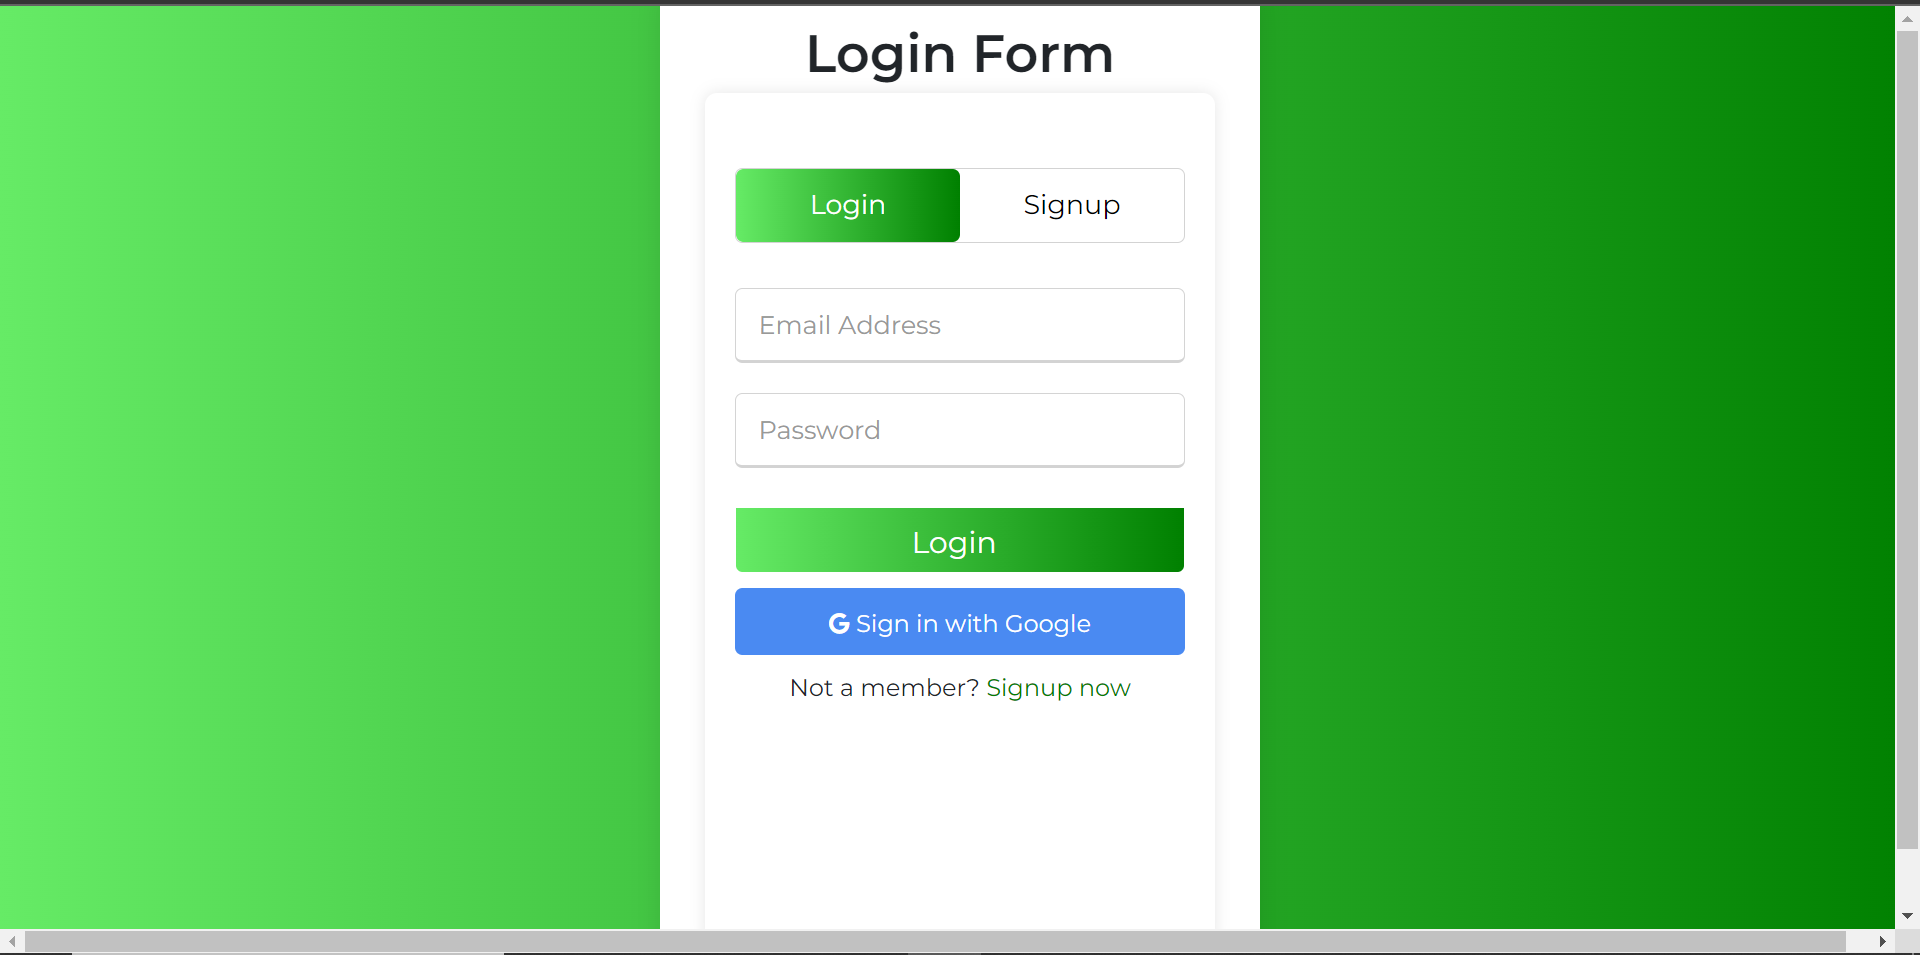 Login Form
Login Signup
Email Address
Password
Login
Sign in with Google
Not a member? Signup now